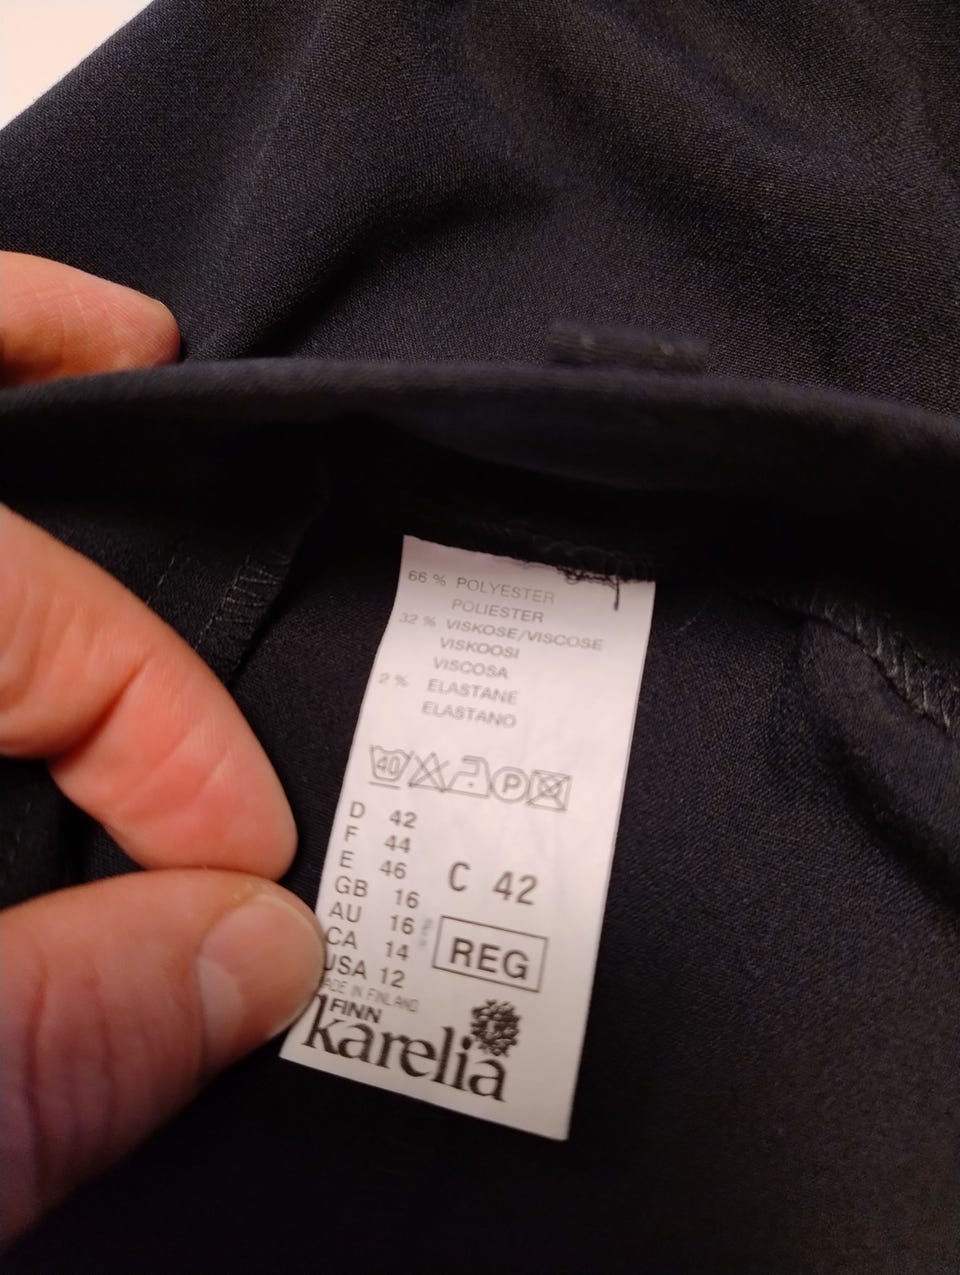 66 % POLYESTER
POLIESTER
32 % VISKOSE/VISCOSE
VISKOOSI
VISCOSA
2 % ELASTANE
ELASTANO
40 P
D 42
F 44
E 46
GB 16
AU 16
CA 14
USA 12
C 42
REG
MADE IN FINLAND
FINN
karelia